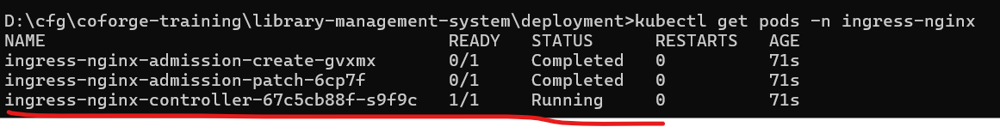 D:\cfg\coforge-training\library-management-system\deployment>kubectl get pods -n ingress-nginx
NAME                                        READY   STATUS      RESTARTS   AGE
ingress-nginx-admission-create-gvxmx        0/1     Completed   0          71s
ingress-nginx-admission-patch-6cp7f         0/1     Completed   0          71s
ingress-nginx-controller-67c5cb88f-s9f9c    1/1     Running     0          71s